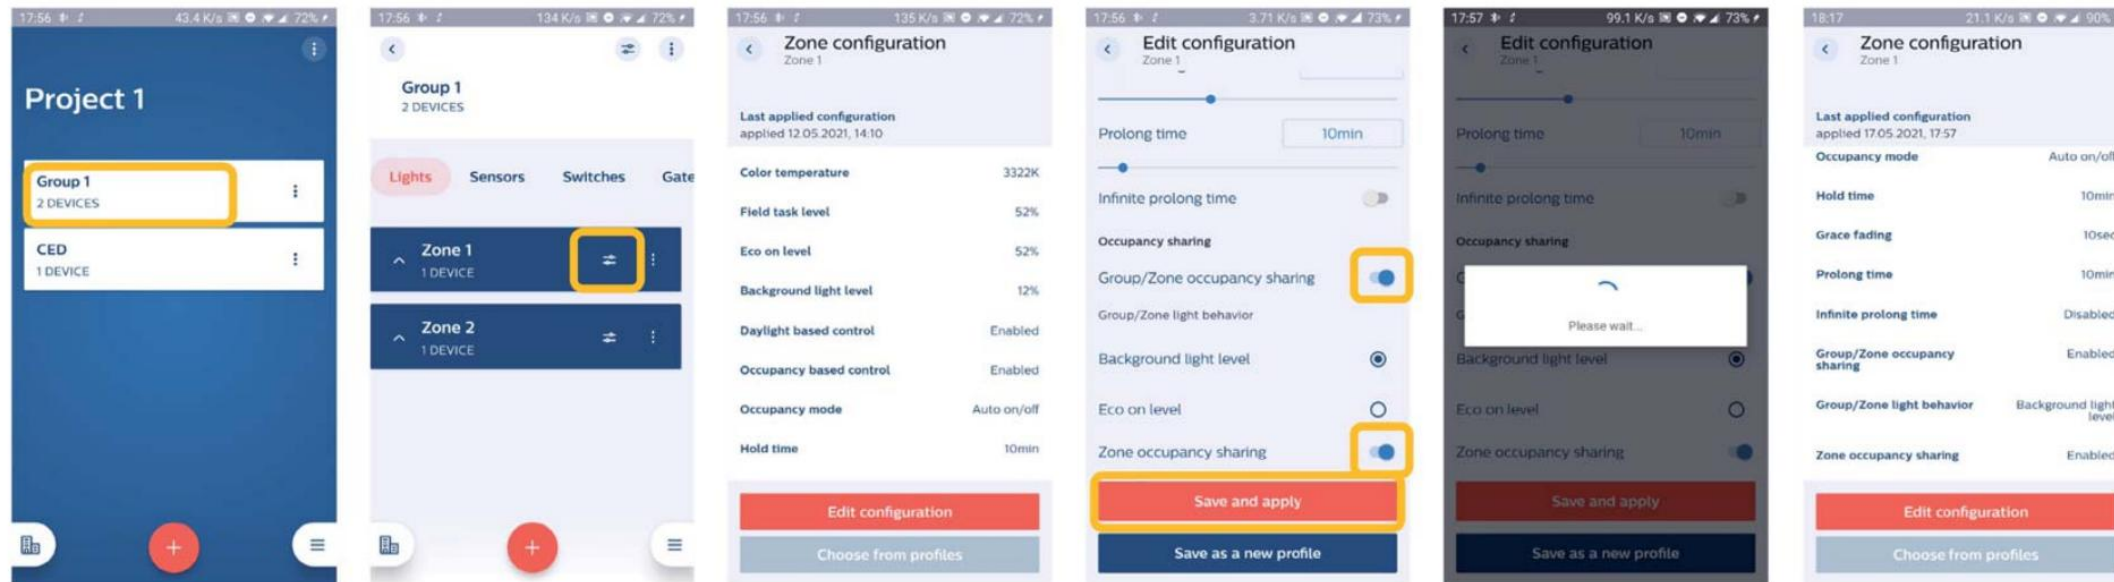 17:56
43.4 K/s
72%
Project 1
Group 1
2 DEVICES
CED
1 DEVICE
+
17:56
134 K/s
72%
Group 1
2 DEVICES
Lights Sensors Switches Gate
Zone 1
1 DEVICE
Zone 2
1 DEVICE
+
17:56
135 K/s
72%
Zone configuration
Zone 1
Last applied configuration
applied 12.05.2021, 14:10
Color temperature 3322K
Field task level 52%
Eco on level 52%
Background light level 12%
Daylight based control Enabled
Occupancy based control Enabled
Occupancy mode Auto on/off
Hold time 10min
Edit configuration
Choose from profiles
17:56
3.71 K/s
73%
Edit configuration
Zone 1
Prolong time 10min
Infinite prolong time
Occupancy sharing
Group/Zone occupancy sharing
Group/Zone light behavior
Background light level
Eco on level
Zone occupancy sharing
Save and apply
Save as a new profile
17:57
99.1 K/s
73%
Edit configuration
Zone 1
Prolong time 10min
Infinite prolong time
Occupancy sharing
G
Please wait...
G
Background light level
Eco on level
Zone occupancy sharing
Save and apply
Save as a new profile
18:17
21.1 K/s
90%
Zone configuration
Zone 1
Last applied configuration
applied 17.05.2021, 17:57
Occupancy mode Auto on/off
Hold time 10min
Grace fading 10sec
Prolong time 10min
Infinite prolong time Disabled
Group/Zone occupancy Enabled
sharing
Group/Zone light behavior Background light
level
Zone occupancy sharing Enabled
Edit configuration
Choose from profiles